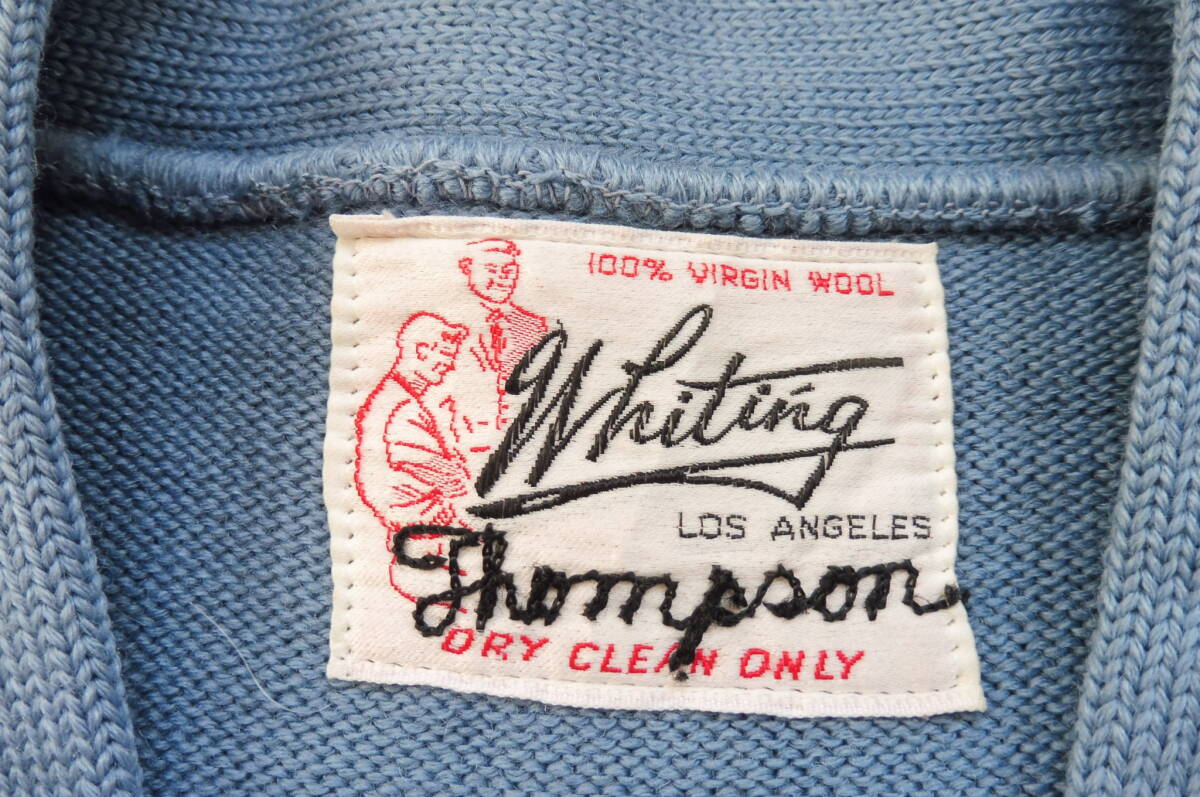 100% VIRGIN WOOL
Whiting
LOS ANGELES
Thompson
DRY CLEAN ONLY